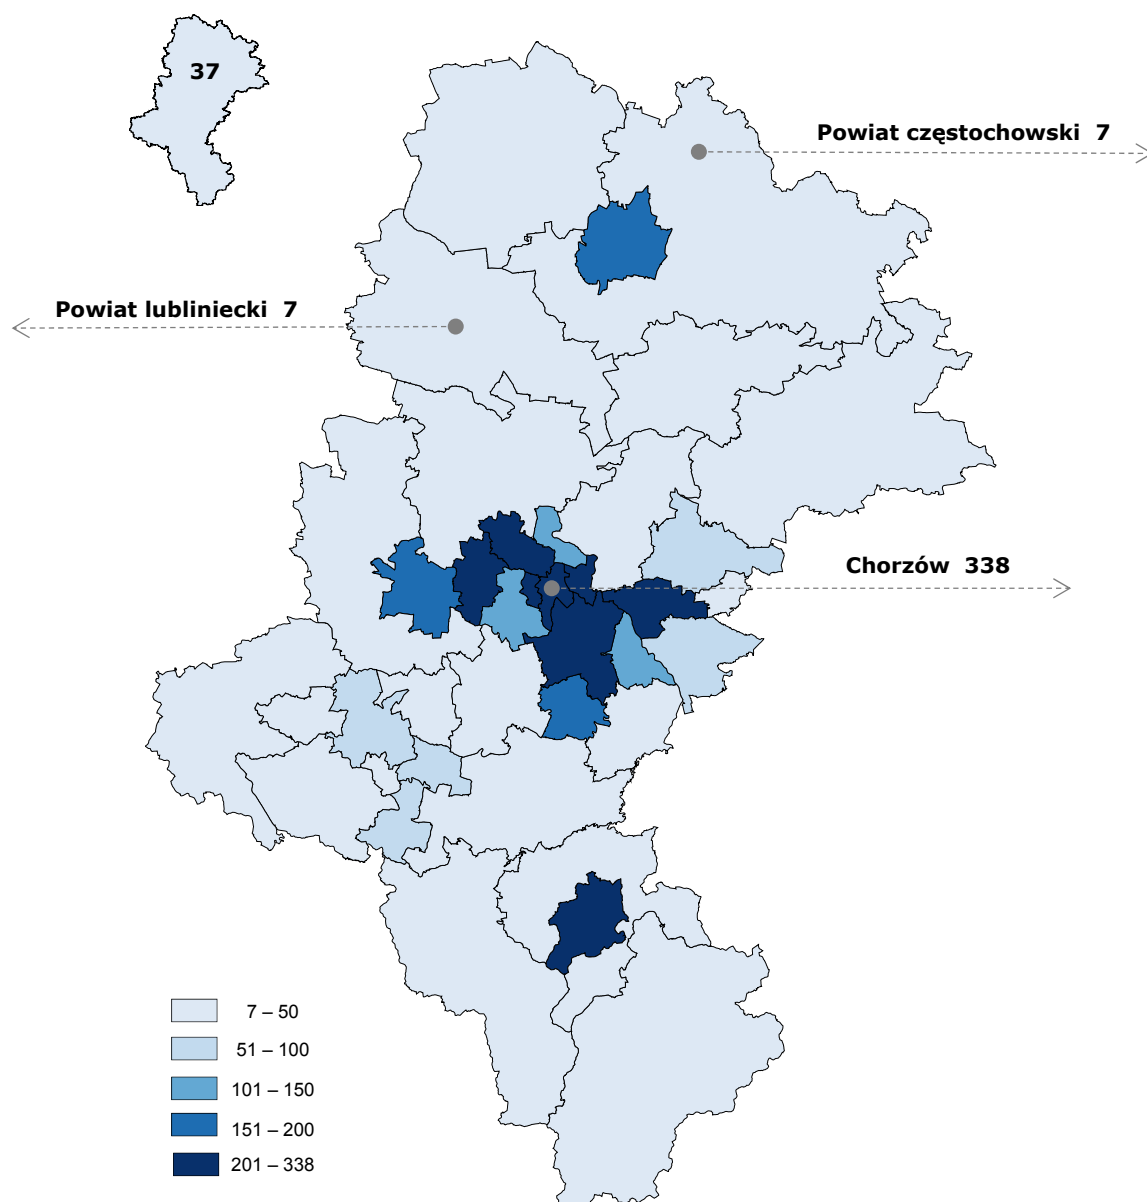 37
Powiat częstochowski 7
Powiat lubliniecki 7
Chorzów 338
7 – 50
51 – 100
101 – 150
151 – 200
201 – 338